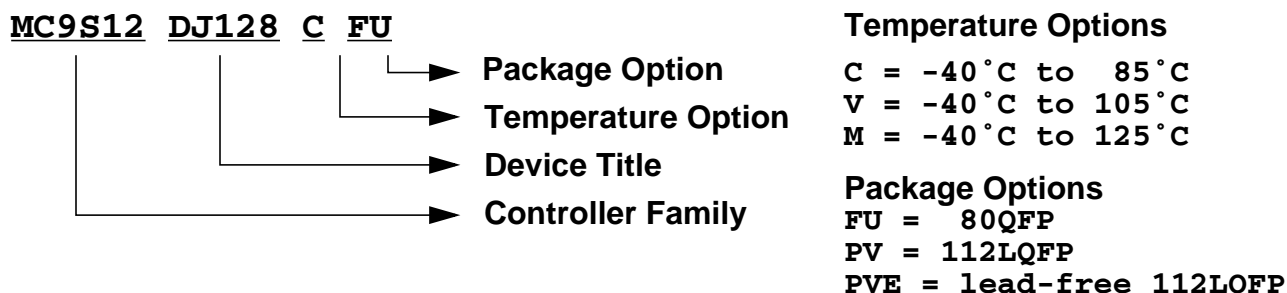 MC9S12 DJ128 C FU
Package Option
Temperature Option
Device Title
Controller Family
Temperature Options
C = -40˚C to 85˚C
V = -40˚C to 105˚C
M = -40˚C to 125˚C
Package Options
FU = 80QFP
PV = 112LQFP
PVE = lead-free 112LQFP